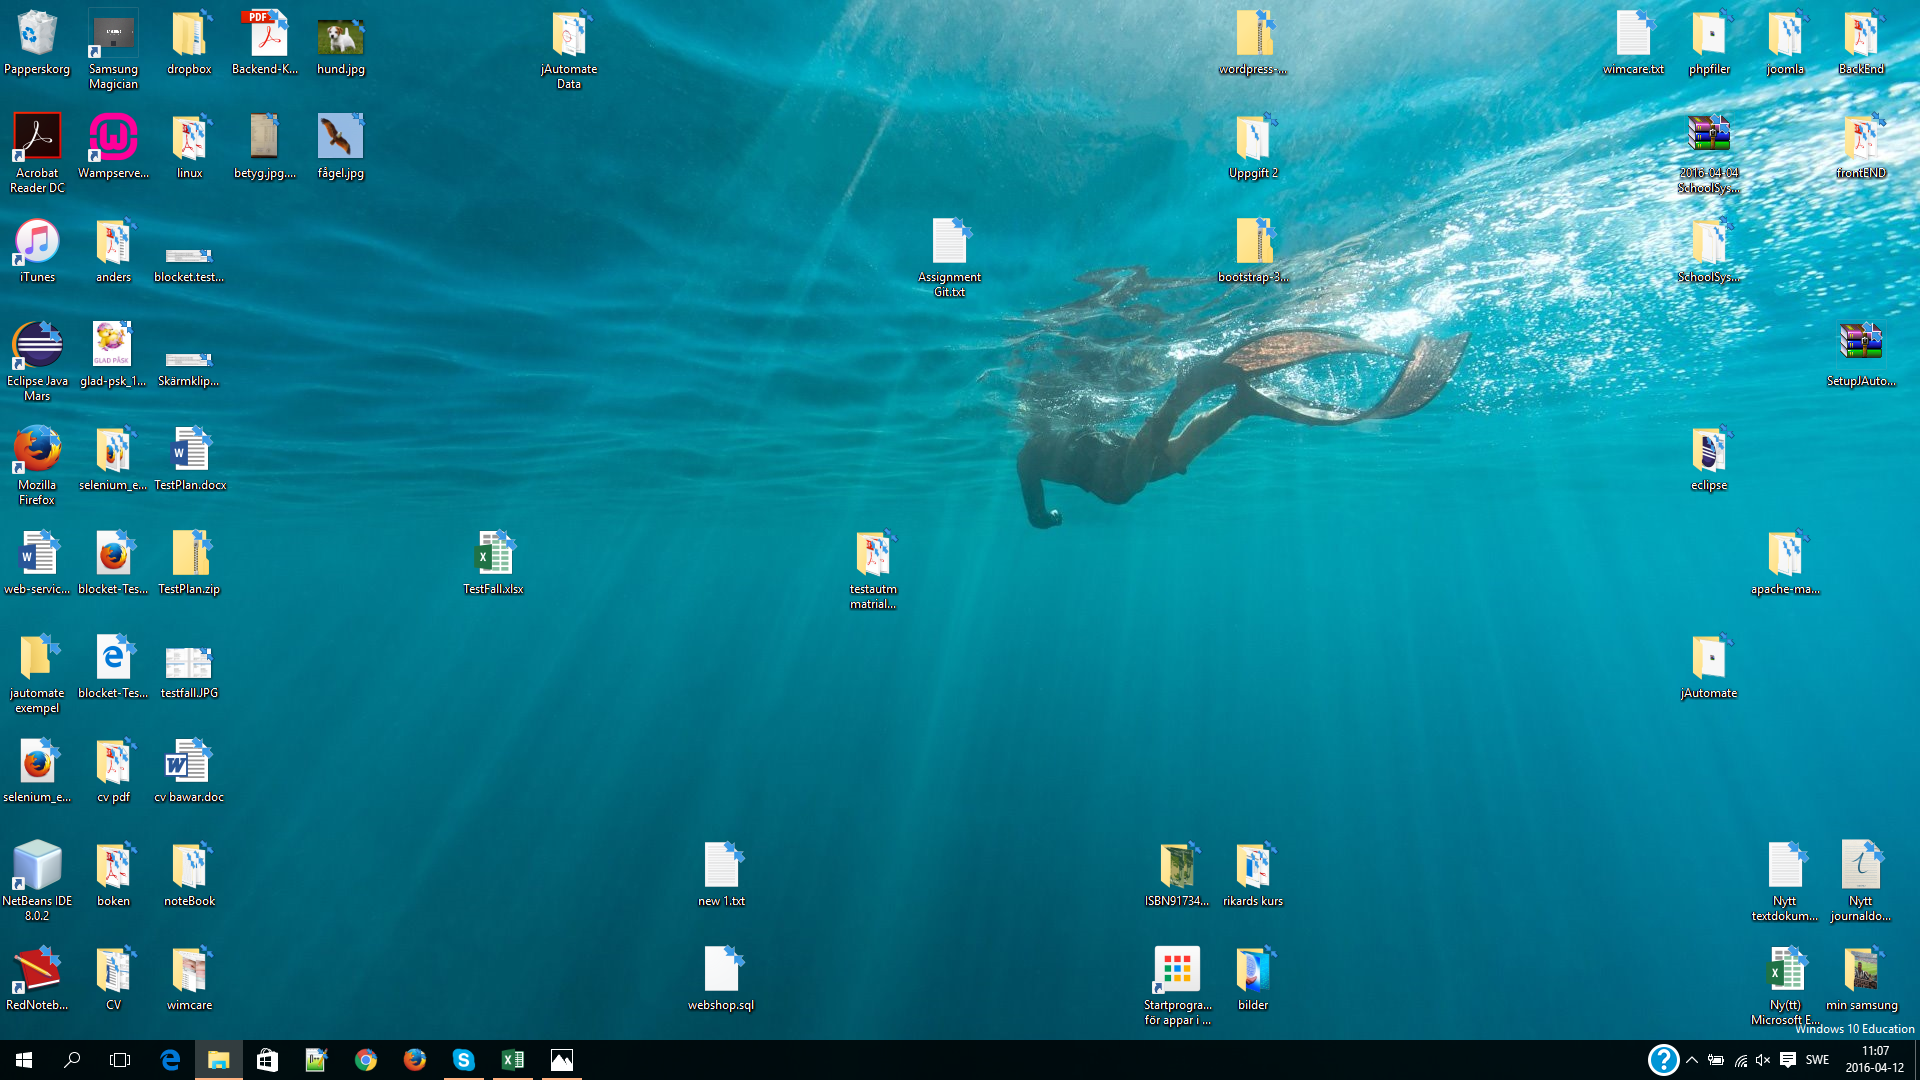 Papperskorg
Samsung
Magician
dropbox
Backend-K...
hund.jpg
jAutomate
Data
wordpress-...
wimcare.txt
phpfiler
joomla
BackEnd
Acrobat
Reader DC
Wampserve...
linux
betyg.jpg....
fågel.jpg
Uppgift 2
2016-04-04
SchoolSys...
frontEND
iTunes
anders
blocket.test...
Assignment
Git.txt
bootstrap-3...
SchoolSys...
Eclipse Java
Mars
GLAD PÅSK
glad-psk_1...
Skärmklip...
SetupJAuto...
Mozilla
Firefox
selenium_e...
TestPlan.docx
eclipse
web-servic...
blocket-Tes...
TestPlan.zip
TestFall.xlsx
testautm
matrial...
apache-ma...
jautomate
exempel
blocket-Tes...
testfall.JPG
jAutomate
selenium_e...
cv pdf
cv bawar.doc
NetBeans IDE
8.0.2
boken
noteBook
new 1.txt
ISBN91734...
rikards kurs
Nytt
textdokum...
Nytt
journaldo...
RedNoteb...
CV
wimcare
webshop.sql
Startprogra...
för appar i ...
bilder
Ny(tt)
Microsoft E...
min samsung
Windows 10 Education
SWE
11:07
2016-04-12